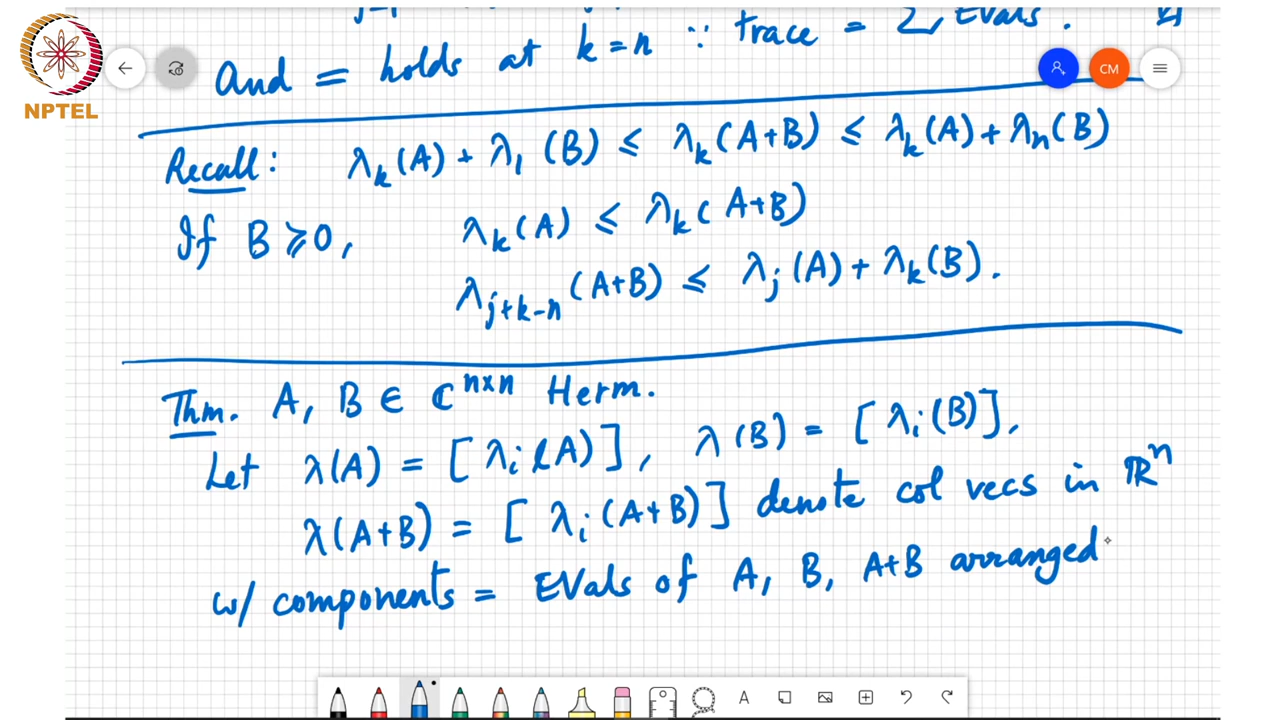 ∵ trace = Σ Evals.
And = holds at k = n
NPTEL
CM
Recall: λ_k(A) + λ_1(B) ≤ λ_k(A+B) ≤ λ_k(A) + λ_n(B)
If B ≥ 0, λ_k(A) ≤ λ_k(A+B)
λ_{j+k-n}(A+B) ≤ λ_j(A) + λ_k(B).
Thm. A, B ∈ ℂ^{n×n} Herm.
Let λ(A) = [λ_i(A)], λ(B) = [λ_i(B)],
λ(A+B) = [λ_i(A+B)] denote col vecs in ℝ^n
w/ components = EVals of A, B, A+B arranged
A